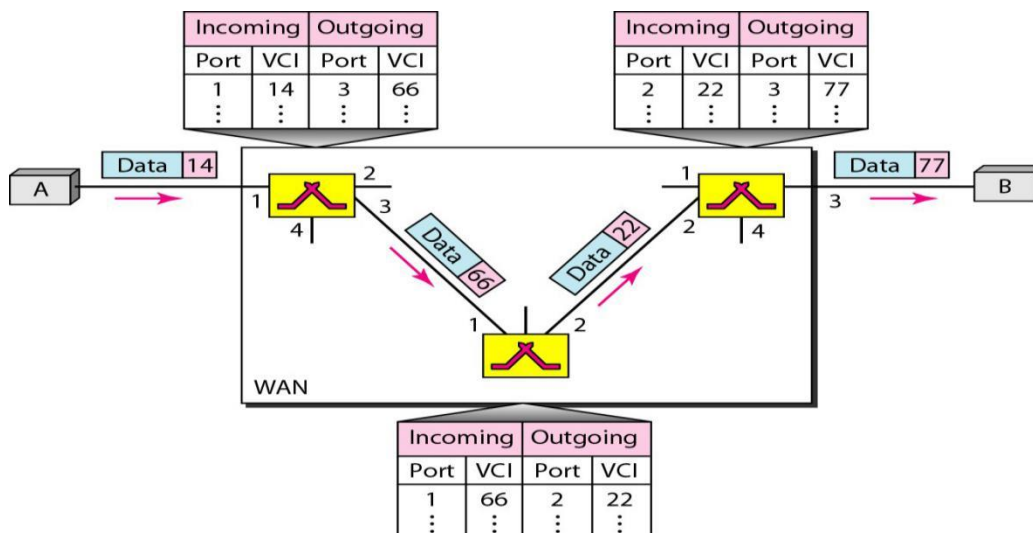 Incoming Outgoing
Port VCI Port VCI
1 14 3 66
⋮ ⋮ ⋮ ⋮
Incoming Outgoing
Port VCI Port VCI
2 22 3 77
⋮ ⋮ ⋮ ⋮
Data 14
Data 77
A
1
2
3
4
1
2
3
4
B
Data 66
Data 22
1
2
WAN
Incoming Outgoing
Port VCI Port VCI
1 66 2 22
⋮ ⋮ ⋮ ⋮